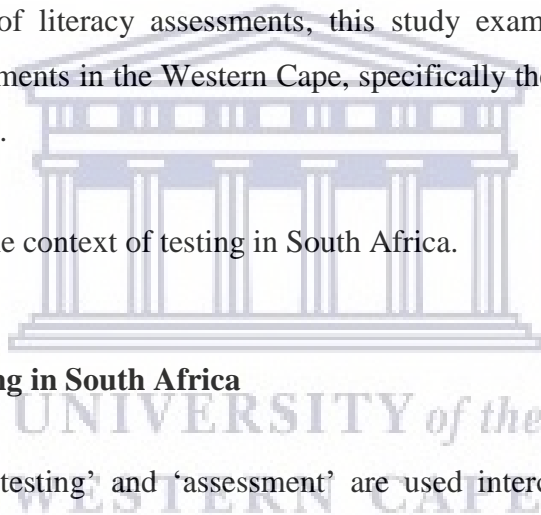 of literacy assessments, this study exam
ments in the Western Cape, specifically the
.
e context of testing in South Africa.
ng in South Africa
UNIVERSITY of the
testing’ and ‘assessment’ are used interc
WESTERN CAPE